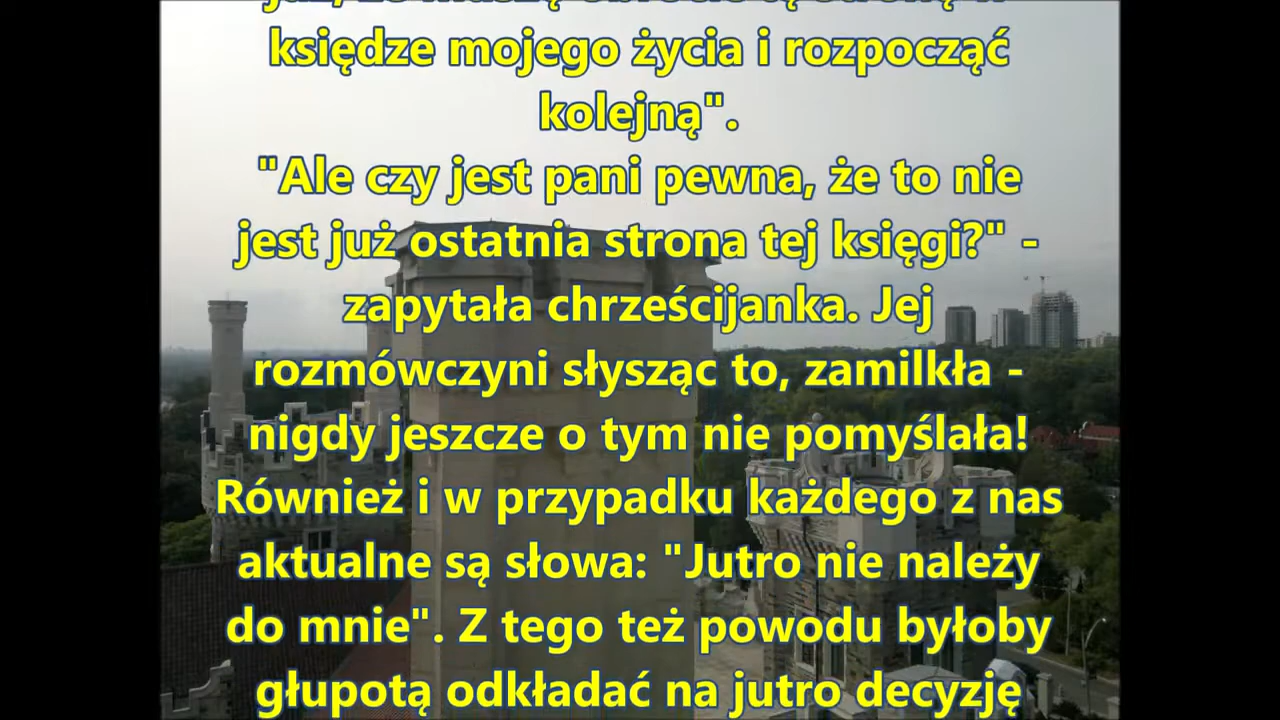 księdze mojego życia i rozpocząć
kolejną".
"Ale czy jest pani pewna, że to nie
jest już ostatnia strona tej księgi?" -
zapytała chrześcijanka. Jej
rozmówczyni słysząc to, zamilkła -
nigdy jeszcze o tym nie pomyślała!
Również i w przypadku każdego z nas
aktualne są słowa: "Jutro nie należy
do mnie". Z tego też powodu byłoby
głupotą odkładać na jutro decyzję